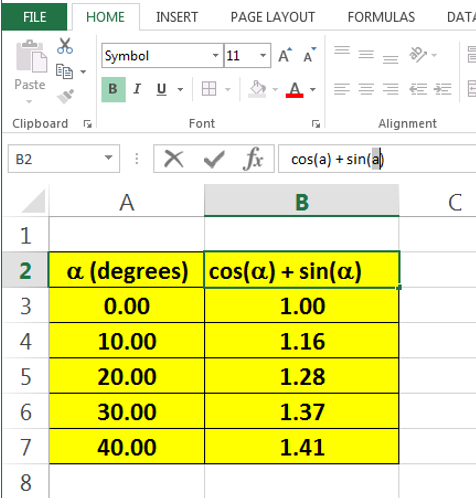 FILE HOME INSERT PAGE LAYOUT FORMULAS DATA
Paste Symbol 11 A A
B I U A
Clipboard Font Alignment
B2 fx cos(a) + sin(a)
A B C
1
2 α (degrees) cos(α) + sin(α)
3 0.00 1.00
4 10.00 1.16
5 20.00 1.28
6 30.00 1.37
7 40.00 1.41
8